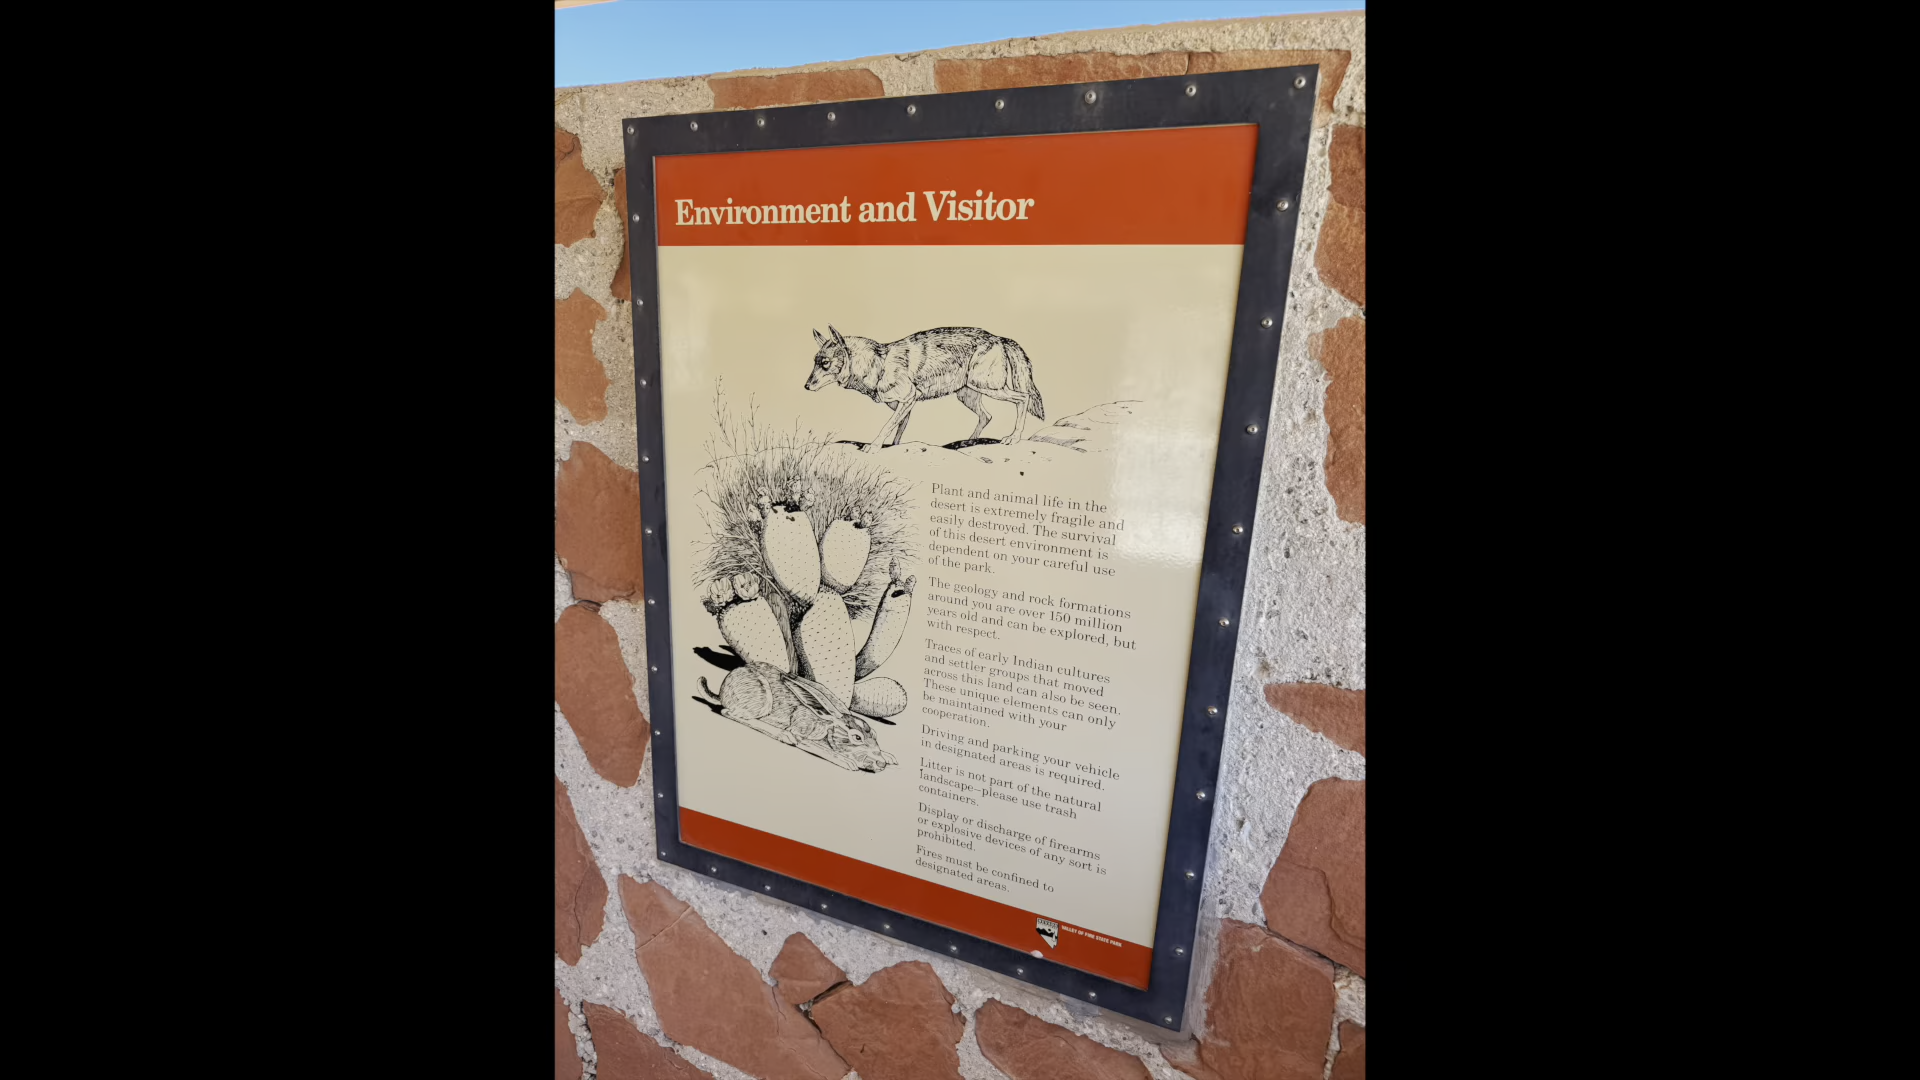 Environment and Visitor
Plant and animal life in the
desert is extremely fragile and
easily destroyed. The survival
of this desert environment is
dependent on your careful use
of the park.
The geology and rock formations
around you are over 150 million
years old and can be explored, but
with respect.
Traces of early Indian cultures
and settler groups that moved
across this land can also be seen.
These unique elements can only
be maintained with your
cooperation.
Driving and parking your vehicle
in designated areas is required.
Litter is not part of the natural
landscape–please use trash
containers.
Display or discharge of firearms
or explosive devices of any sort is
prohibited.
Fires must be confined to
designated areas.
VALLEY OF FIRE STATE PARK